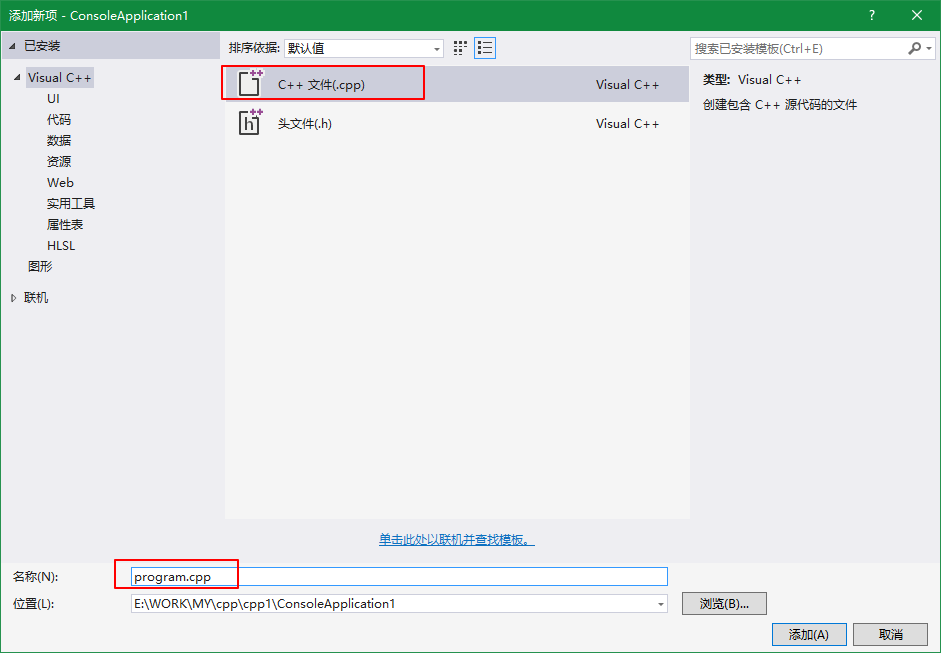 添加新项 - ConsoleApplication1
?
已安装
排序依据: 默认值
搜索已安装模板(Ctrl+E)
Visual C++
UI
代码
数据
资源
Web
实用工具
属性表
HLSL
图形
联机
C++ 文件(.cpp) Visual C++
头文件(.h) Visual C++
类型: Visual C++
创建包含 C++ 源代码的文件
单击此处以联机并查找模板。
名称(N): program.cpp
位置(L): E:\WORK\MY\cpp\cpp1\ConsoleApplication1 浏览(B)...
添加(A) 取消